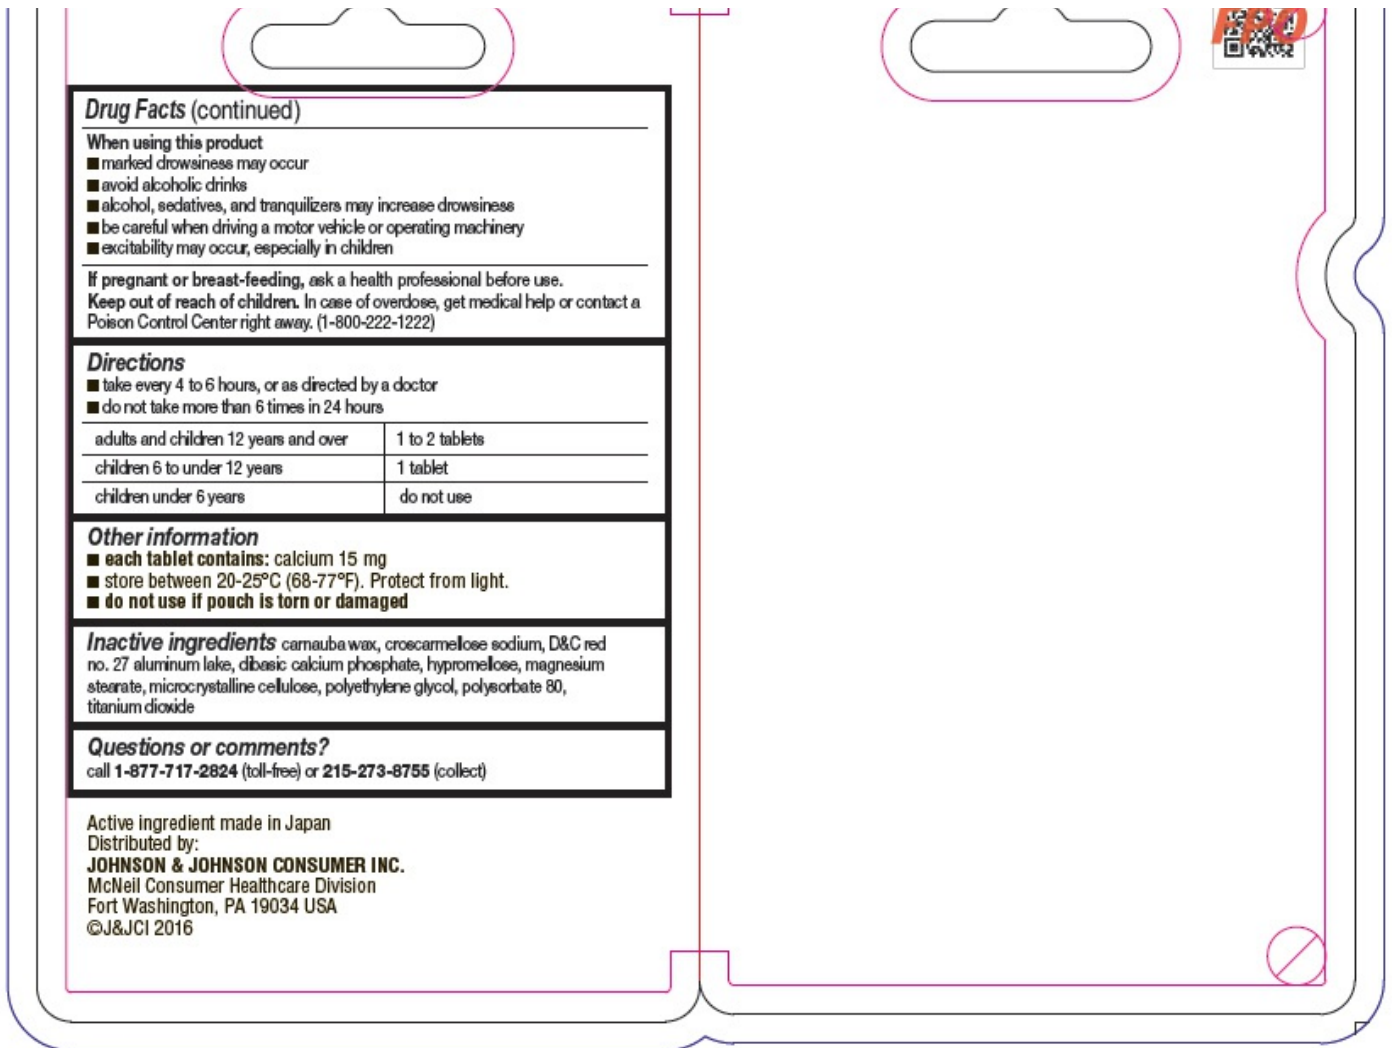 FPO
Drug Facts (continued)
When using this product
■ marked drowsiness may occur
■ avoid alcoholic drinks
■ alcohol, sedatives, and tranquilizers may increase drowsiness
■ be careful when driving a motor vehicle or operating machinery
■ excitability may occur, especially in children
If pregnant or breast-feeding, ask a health professional before use.
Keep out of reach of children. In case of overdose, get medical help or contact a
Poison Control Center right away. (1-800-222-1222)
Directions
■ take every 4 to 6 hours, or as directed by a doctor
■ do not take more than 6 times in 24 hours
adults and children 12 years and over 1 to 2 tablets
children 6 to under 12 years 1 tablet
children under 6 years do not use
Other information
■ each tablet contains: calcium 15 mg
■ store between 20-25°C (68-77°F). Protect from light.
■ do not use if pouch is torn or damaged
Inactive ingredients carnauba wax, croscarmellose sodium, D&C red
no. 27 aluminum lake, dibasic calcium phosphate, hypromellose, magnesium
stearate, microcrystalline cellulose, polyethylene glycol, polysorbate 80,
titanium dioxide
Questions or comments?
call 1-877-717-2824 (toll-free) or 215-273-8755 (collect)
Active ingredient made in Japan
Distributed by:
JOHNSON & JOHNSON CONSUMER INC.
McNeil Consumer Healthcare Division
Fort Washington, PA 19034 USA
©J&JCI 2016